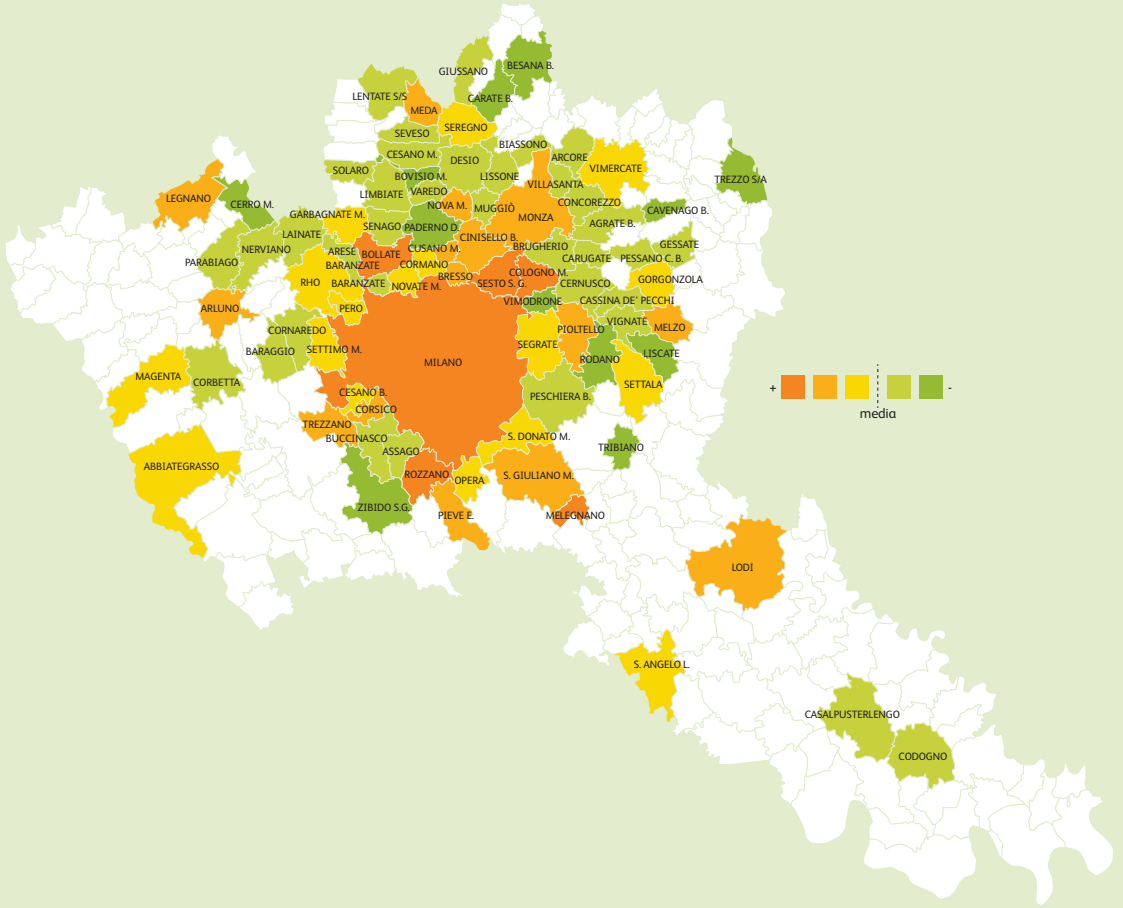 BESANA B.
GIUSSANO
LENTATE S/S
CARATE B.
MEDA
SEREGNO
SEVESO
BIASSONO
CESANO M.
DESIO
ARCORE
VIMERCATE
SOLARO
BOVISIO M.
LISSONE
TREZZO S/A
VILLASANTA
LIMBIATE
VAREDO
LEGNANO
CERRO M.
NOVA M.
MUGGIÒ
CONCOREZZO
CAVENAGO B.
GARBAGNATE M.
MONZA
SENAGO
PADERNO D.
AGRATE B.
LAINATE
CINISELLO B.
NERVIANO
CUSANO M.
BRUGHERIO
GESSATE
ARESE
BOLLATE
PARABIAGO
BARANZATE
CORMANO
CARUGATE
PESSANO C. B.
COLOGNO M.
BRESSO
GORGONZOLA
RHO
BARANZATE
NOVATE M.
SESTO S. G.
CERNUSCO
VIMODRONE
CASSINA DE' PECCHI
ARLUNO
PERO
VIGNATE
MELZO
CORNAREDO
PIOLTELLO
SEGRATE
BARAGGIO
SETTIMO M.
LISCATE
RODANO
MILANO
MAGENTA
CORBETTA
SETTALA
CESANO B.
PESCHIERA B.
CORSICO
TREZZANO
BUCCINASCO
S. DONATO M.
ASSAGO
TRIBIANO
ABBIATEGRASSO
ROZZANO
OPERA
S. GIULIANO M.
ZIBIDO S.G.
PIEVE E.
MELEGNANO
LODI
S. ANGELO L.
CASALPUSTERLENGO
CODOGNO
+ -
media